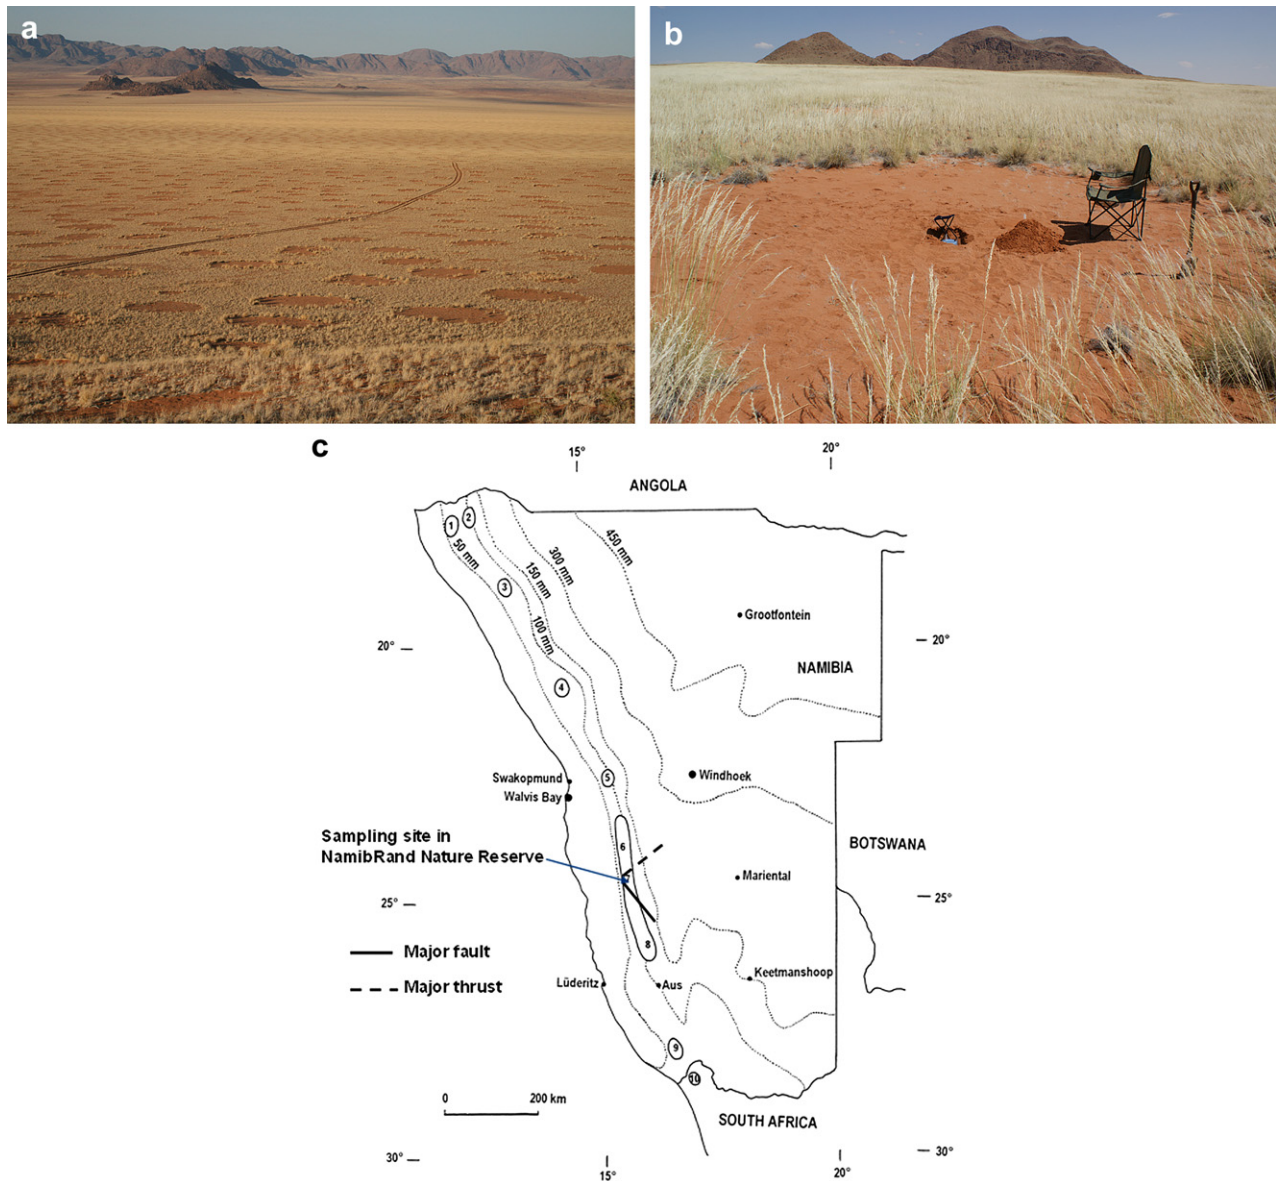 a
b
c
15°
20°
ANGOLA
1
2
50 mm
150 mm
300 mm
450 mm
3
100 mm
Grootfontein
20°
20°
NAMIBIA
4
5
Windhoek
Swakopmund
Walvis Bay
Sampling site in
NamibRand Nature Reserve
6
BOTSWANA
Mariental
25°
25°
8
Major fault
Major thrust
Lüderitz
Aus
Keetmanshoop
9
10
0
200 km
SOUTH AFRICA
30°
30°
15°
20°